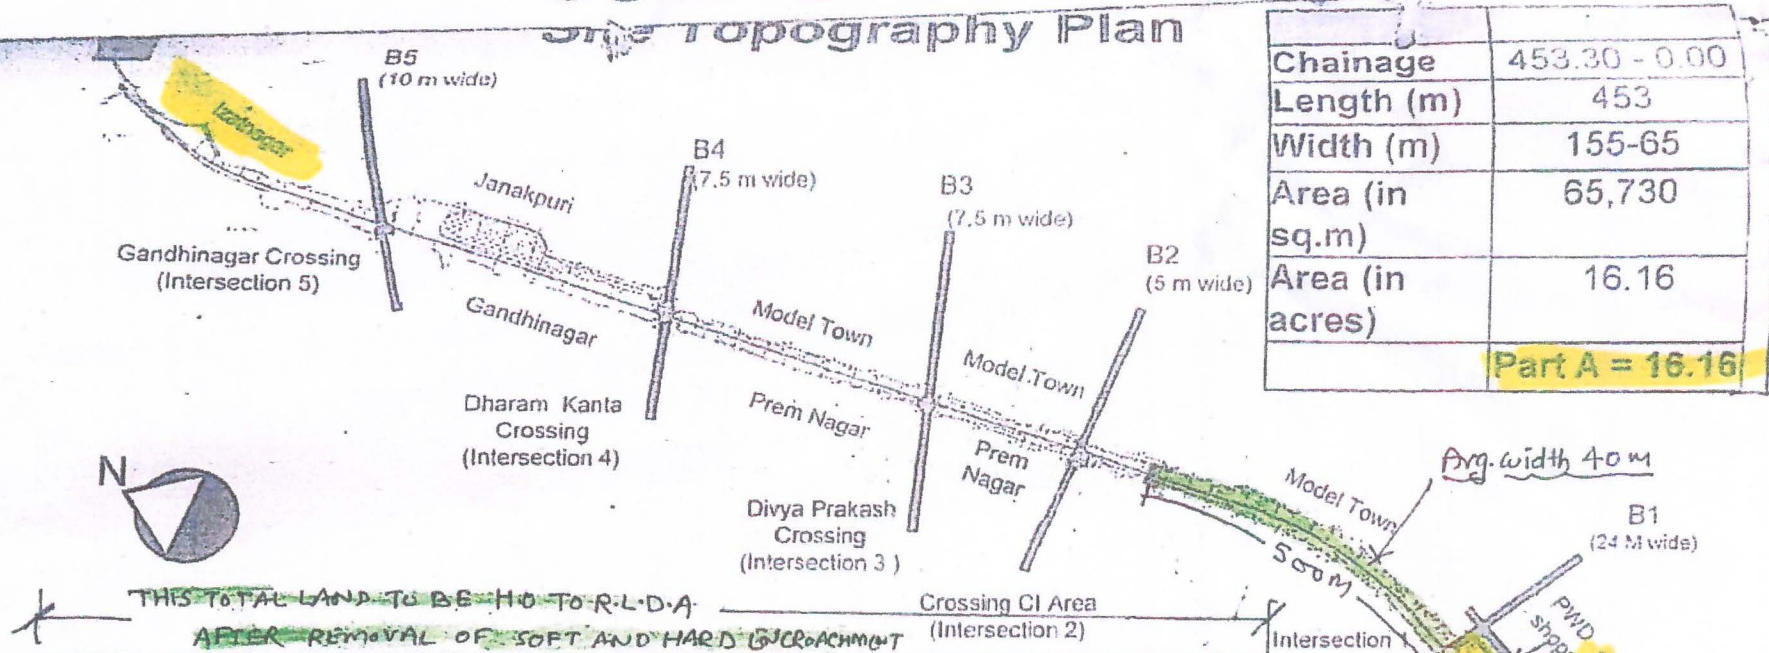 Site Topography Plan
Chainage 453.30 - 0.00
Length (m) 453
Width (m) 155-65
Area (in sq.m) 65,730
Area (in acres) 16.16
Part A = 16.16
B5
(10 m wide)
Izatnagar
B4
(7.5 m wide)
Janakpuri
B3
(7.5 m wide)
B2
(5 m wide)
Gandhinagar Crossing
(Intersection 5)
Gandhinagar
Model Town
Model Town
Dharam Kanta
Crossing
(Intersection 4)
Prem Nagar
Prem
Nagar
Avg. width 40 M
Model Town
B1
(24 M wide)
N
Divya Prakash
Crossing
(Intersection 3 )
500 M
THIS TOTAL LAND TO BE HO TO R.L.D.A
AFTER REMOVAL OF SOFT AND HARD ENCROACHMENT
Crossing CI Area
(Intersection 2)
Intersection 1
PWD